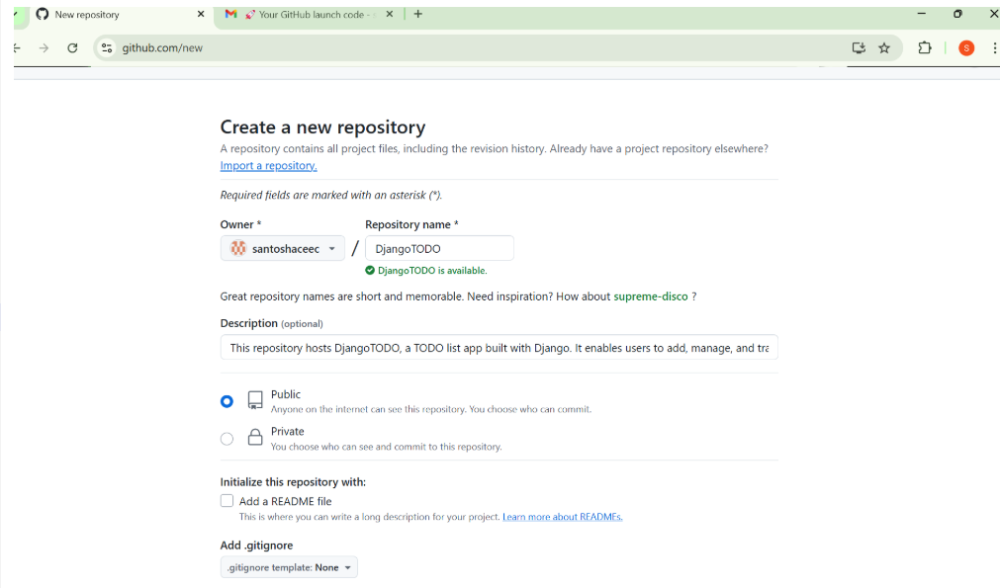 New repository
Your GitHub launch code -
github.com/new
S
Create a new repository
A repository contains all project files, including the revision history. Already have a project repository elsewhere?
Import a repository.
Required fields are marked with an asterisk (*).
Owner * Repository name *
santoshaceec / DjangoTODO
DjangoTODO is available.
Great repository names are short and memorable. Need inspiration? How about supreme-disco ?
Description (optional)
This repository hosts DjangoTODO, a TODO list app built with Django. It enables users to add, manage, and tra
Public
Anyone on the internet can see this repository. You choose who can commit.
Private
You choose who can see and commit to this repository.
Initialize this repository with:
Add a README file
This is where you can write a long description for your project. Learn more about READMEs.
Add .gitignore
.gitignore template: None